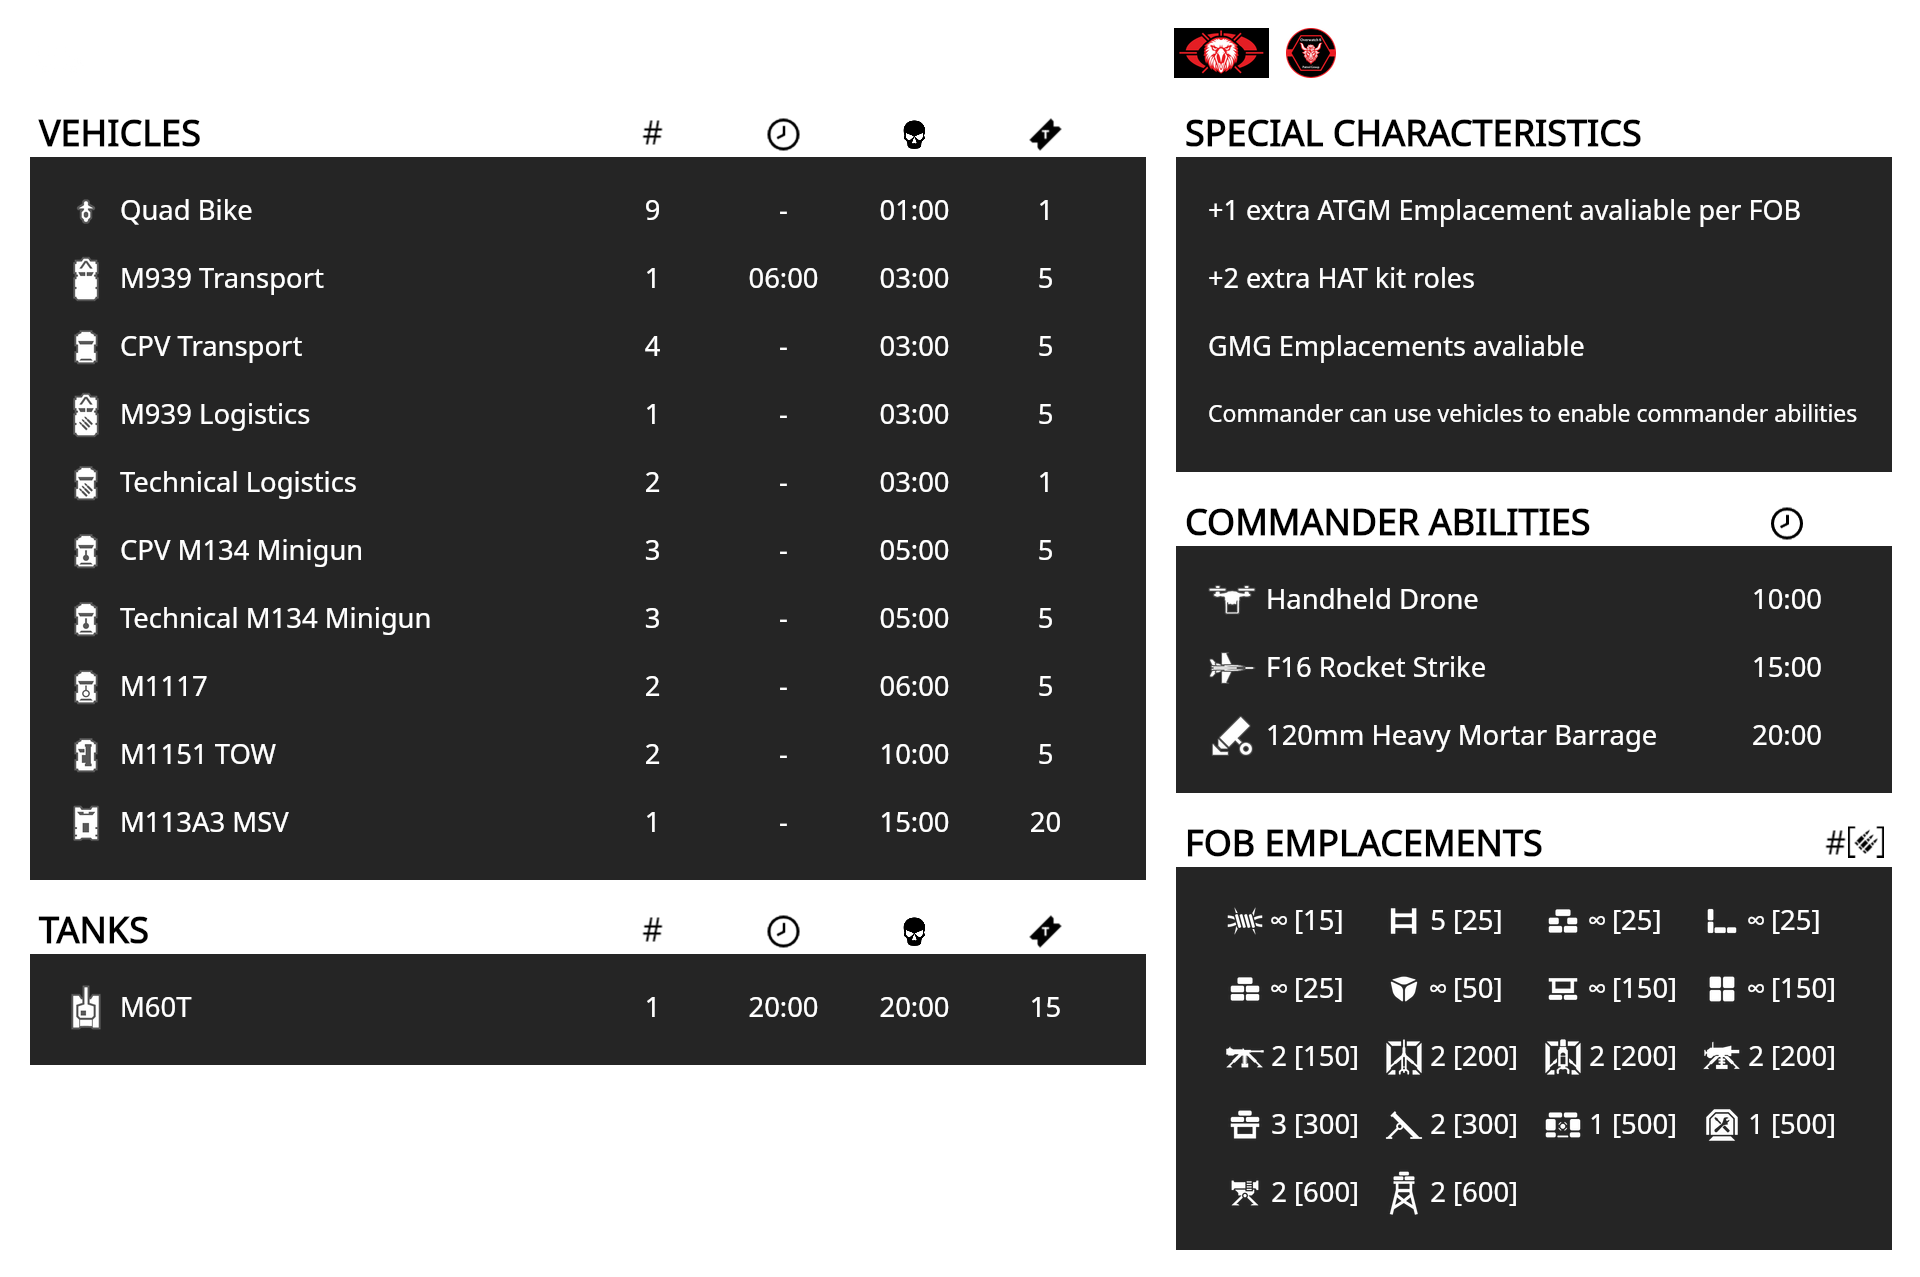 VEHICLES #
Quad Bike 9 - 01:00 1
M939 Transport 1 06:00 03:00 5
CPV Transport 4 - 03:00 5
M939 Logistics 1 - 03:00 5
Technical Logistics 2 - 03:00 1
CPV M134 Minigun 3 - 05:00 5
Technical M134 Minigun 3 - 05:00 5
M1117 2 - 06:00 5
M1151 TOW 2 - 10:00 5
M113A3 MSV 1 - 15:00 20
TANKS #
M60T 1 20:00 20:00 15
SPECIAL CHARACTERISTICS
+1 extra ATGM Emplacement avaliable per FOB
+2 extra HAT kit roles
GMG Emplacements avaliable
Commander can use vehicles to enable commander abilities
COMMANDER ABILITIES
Handheld Drone 10:00
F16 Rocket Strike 15:00
120mm Heavy Mortar Barrage 20:00
FOB EMPLACEMENTS #[]
∞ [15] 5 [25] ∞ [25] ∞ [25]
∞ [25] ∞ [50] ∞ [150] ∞ [150]
2 [150] 2 [200] 2 [200] 2 [200]
3 [300] 2 [300] 1 [500] 1 [500]
2 [600] 2 [600]